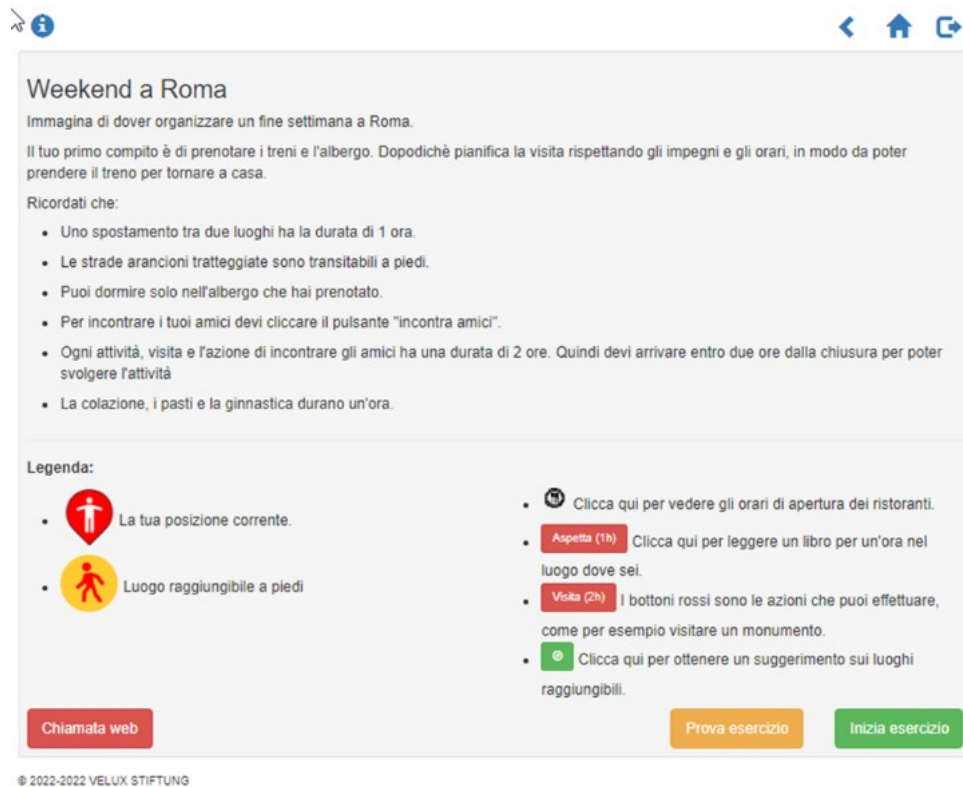 Weekend a Roma
Immagina di dover organizzare un fine settimana a Roma.
Il tuo primo compito è di prenotare i treni e l'albergo. Dopodichè pianifica la visita rispettando gli impegni e gli orari, in modo da poter
prendere il treno per tornare a casa.
Ricordati che:
• Uno spostamento tra due luoghi ha la durata di 1 ora.
• Le strade arancioni tratteggiate sono transitabili a piedi.
• Puoi dormire solo nell'albergo che hai prenotato.
• Per incontrare i tuoi amici devi cliccare il pulsante "incontra amici".
• Ogni attività, visita e l'azione di incontrare gli amici ha una durata di 2 ore. Quindi devi arrivare entro due ore dalla chiusura per poter
svolgere l'attività
• La colazione, i pasti e la ginnastica durano un'ora.
Legenda:
• La tua posizione corrente.
• Luogo raggiungibile a piedi
• Clicca qui per vedere gli orari di apertura dei ristoranti.
• Aspetta (1h) Clicca qui per leggere un libro per un'ora nel
luogo dove sei.
• Visita (2h) I bottoni rossi sono le azioni che puoi effettuare,
come per esempio visitare un monumento.
• Clicca qui per ottenere un suggerimento sui luoghi
raggiungibili.
Chiamata web
Prova esercizio
Inizia esercizio
© 2022-2022 VELUX STIFTUNG